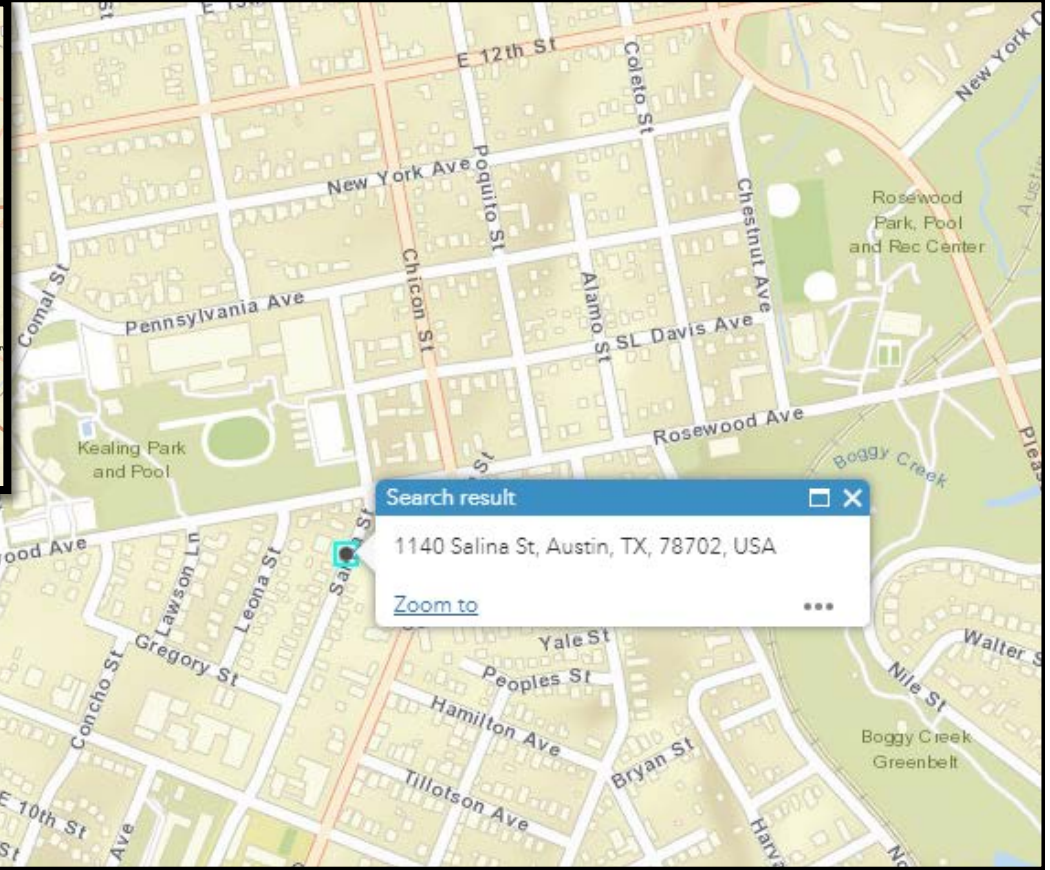 E 12th St
Coleto St
New York
New York Ave
Poquito St
Chestnut Ave
Rosewood
Park, Pool
and Rec Center
Comal St
Pennsylvania Ave
Chicon St
Alamo St
SL Davis Ave
Rosewood Ave
Kealing Park
and Pool
Boggy Creek
Search result
1140 Salina St, Austin, TX, 78702, USA
Zoom to
ood Ave
Lawson Ln
Leona St
Gregory St
Concho St
Yale St
Peoples St
Hamilton Ave
Tillotson Ave
Bryan St
Walter
Nile St
Boggy Creek
Greenbelt
E 10th St
St
Ave